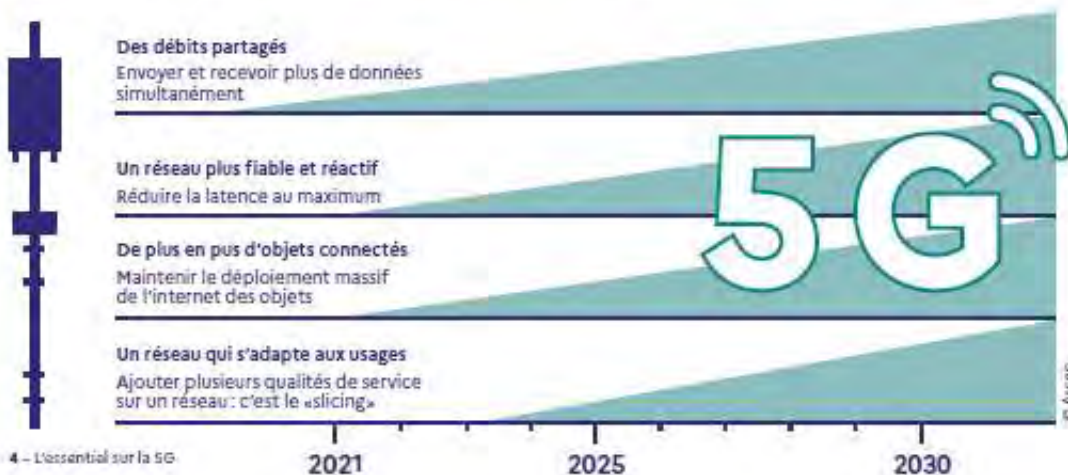 Des débits partagés
Envoyer et recevoir plus de données
simultanément
Un réseau plus fiable et réactif
Réduire la latence au maximum
De plus en pus d'objets connectés
Maintenir le déploiement massif
de l'internet des objets
Un réseau qui s'adapte aux usages
Ajouter plusieurs qualités de service
sur un réseau : c'est le «slicing»
5G
4 – L'essentiel sur la 5G
2021
2025
2030